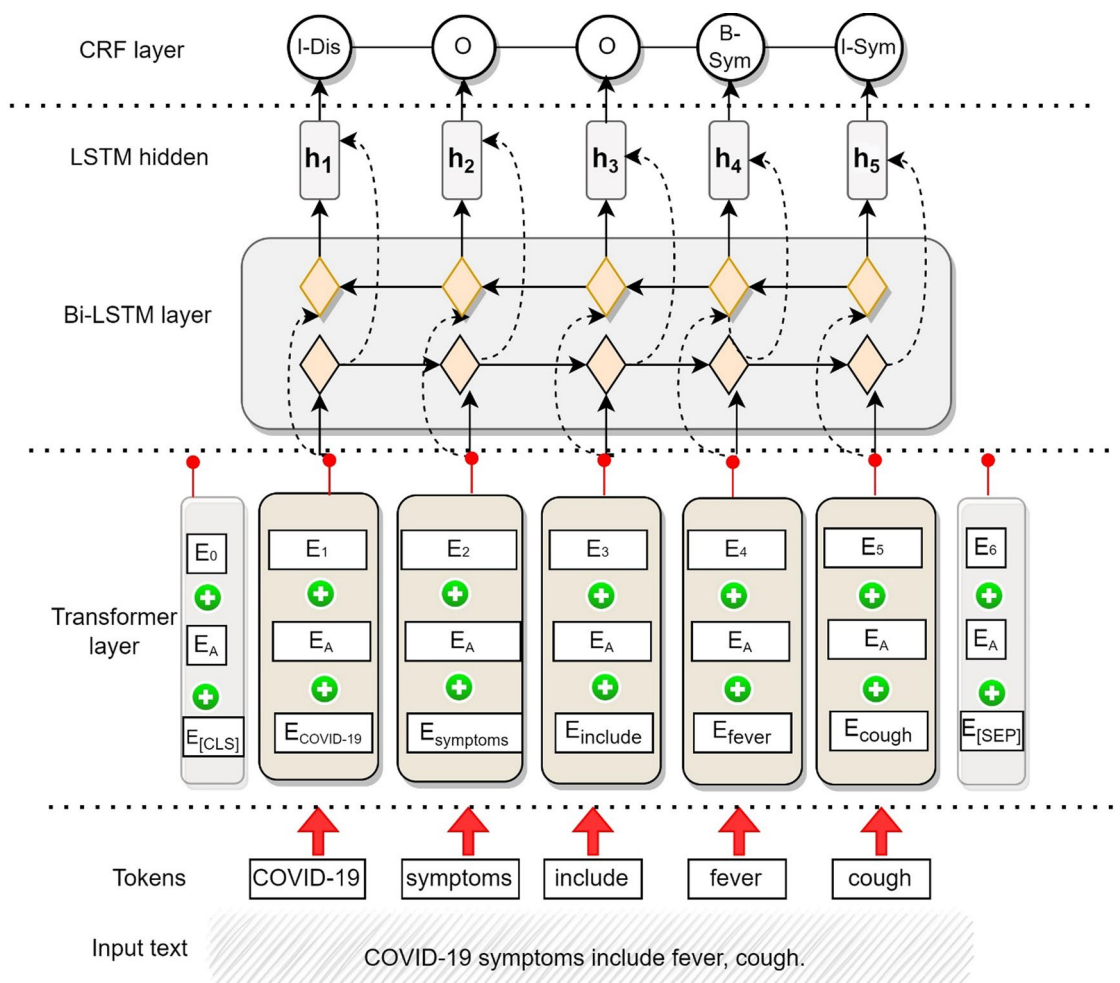 CRF layer
I-Dis O O B-Sym I-Sym
LSTM hidden
h1 h2 h3 h4 h5
Bi-LSTM layer
E0 E1 E2 E3 E4 E5 E6
Transformer layer
EA EA EA EA EA EA EA
E[CLS] ECOVID-19 Esymptoms Einclude Efever Ecough E[SEP]
Tokens COVID-19 symptoms include fever cough
Input text
COVID-19 symptoms include fever, cough.